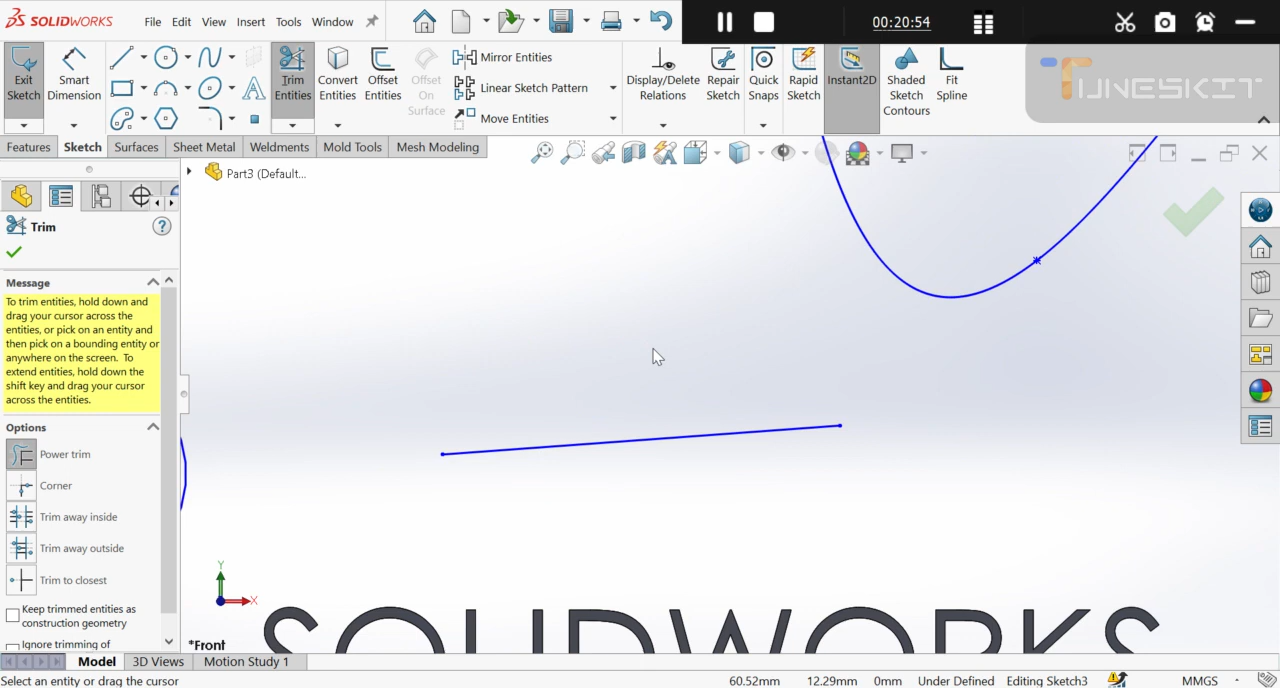 SOLIDWORKS
File Edit View Insert Tools Window
00:20:54
TUNESKIT
Exit Sketch
Smart Dimension
Trim Entities
Convert Entities
Offset Entities
Offset On Surface
Mirror Entities
Linear Sketch Pattern
Move Entities
Display/Delete Relations
Repair Sketch
Quick Snaps
Rapid Sketch
Instant2D
Shaded Sketch Contours
Fit Spline
Features Sketch Surfaces Sheet Metal Weldments Mold Tools Mesh Modeling
Part3 (Default...
Trim
Message
To trim entities, hold down and
drag your cursor across the
entities, or pick on an entity and
then pick on a bounding entity or
anywhere on the screen. To
extend entities, hold down the
shift key and drag your cursor
across the entities.
Options
Power trim
Corner
Trim away inside
Trim away outside
Trim to closest
Keep trimmed entities as
construction geometry
Ignore trimming of
Y
X
*Front
SOLIDWORKS
Model 3D Views Motion Study 1
Select an entity or drag the cursor
60.52mm 12.29mm 0mm Under Defined Editing Sketch3 MMGS